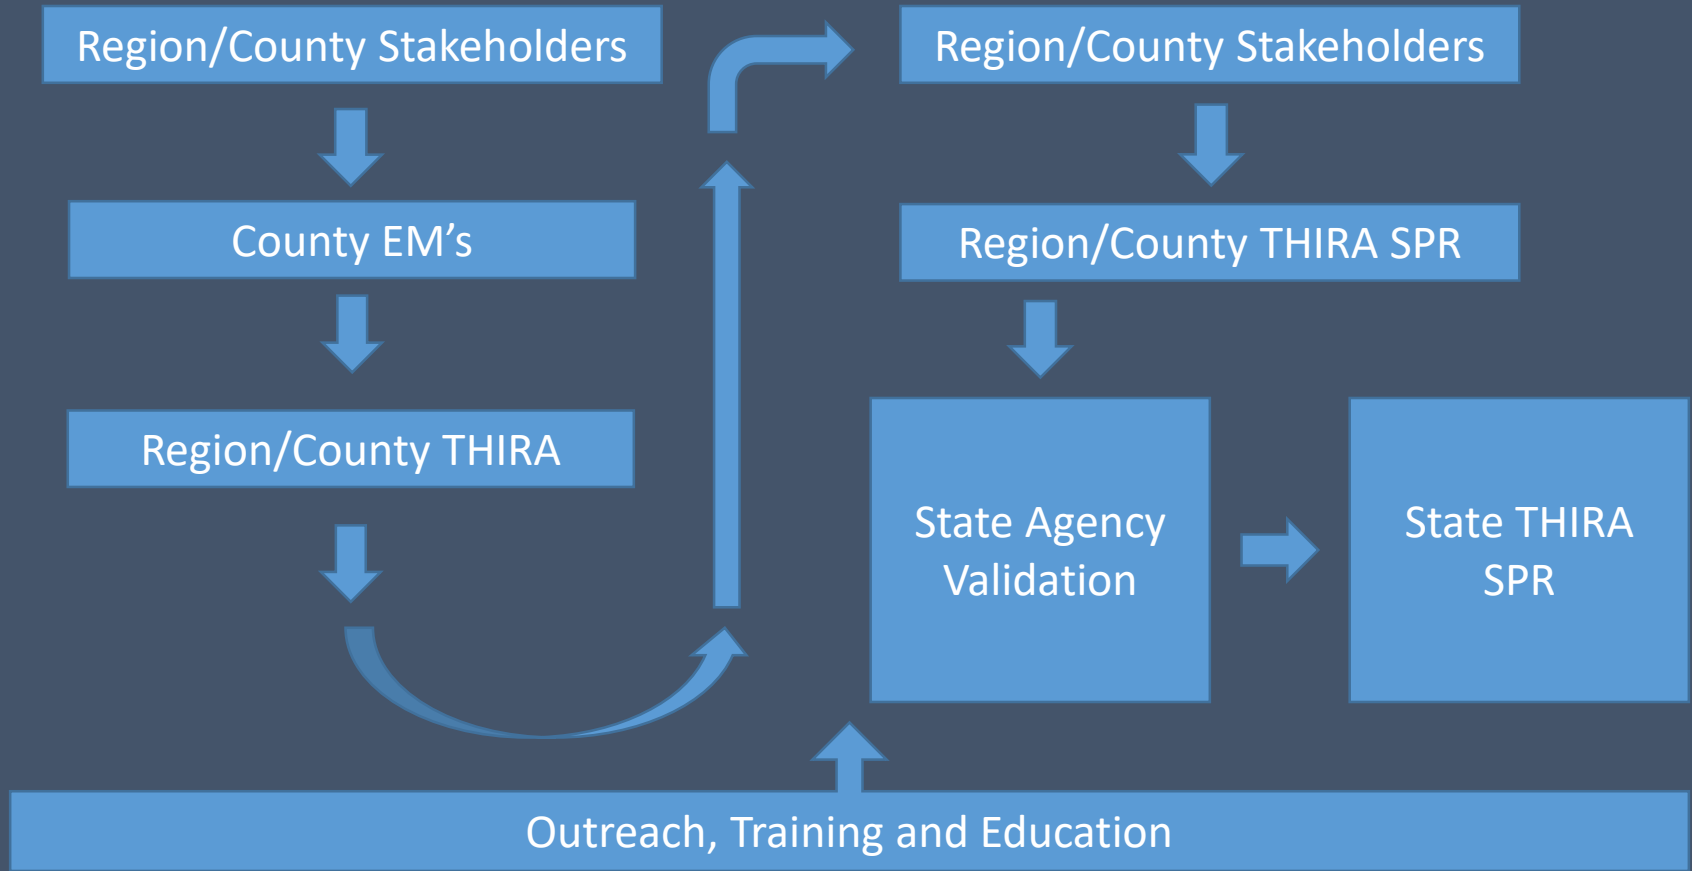 Region/County Stakeholders
County EM's
Region/County THIRA
Region/County Stakeholders
Region/County THIRA SPR
State Agency
Validation
State THIRA
SPR
Outreach, Training and Education